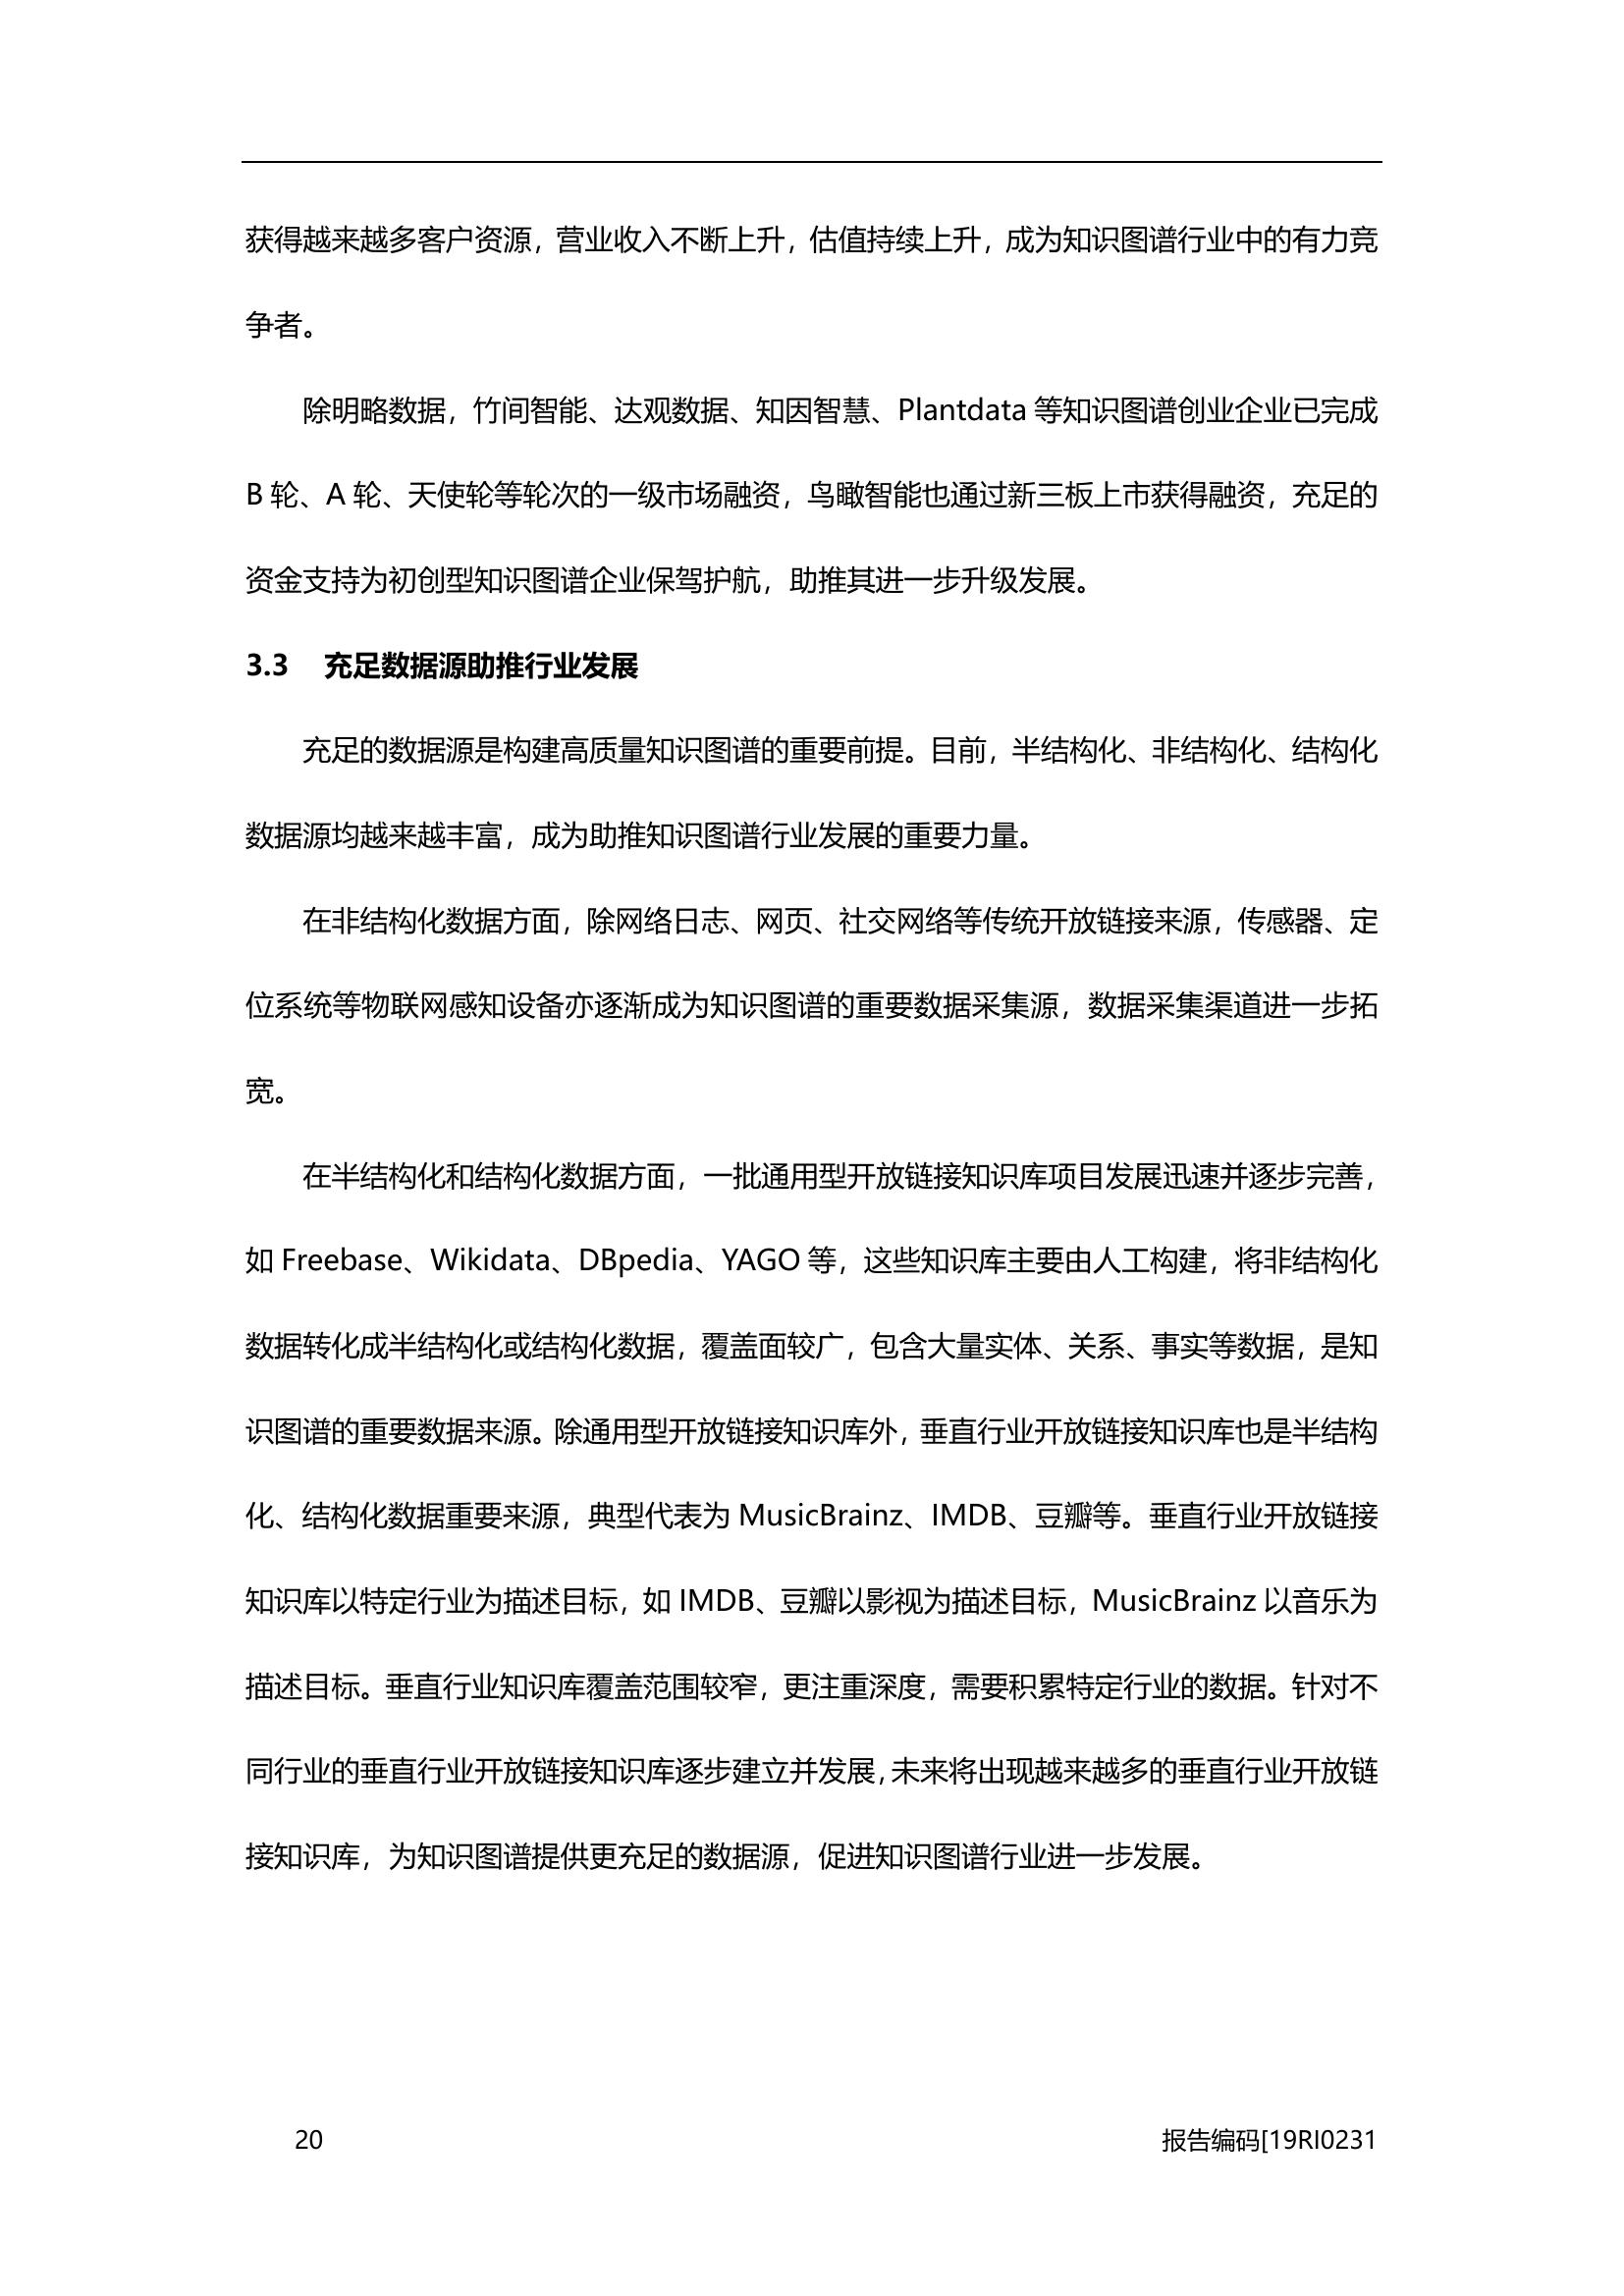 获得越来越多客户资源，营业收入不断上升，估值持续上升，成为知识图谱行业中的有力竞
争者。
除明略数据，竹间智能、达观数据、知因智慧、Plantdata 等知识图谱创业企业已完成
B 轮、A 轮、天使轮等轮次的一级市场融资，鸟瞰智能也通过新三板上市获得融资，充足的
资金支持为初创型知识图谱企业保驾护航，助推其进一步升级发展。
3.3 充足数据源助推行业发展
充足的数据源是构建高质量知识图谱的重要前提。目前，半结构化、非结构化、结构化
数据源均越来越丰富，成为助推知识图谱行业发展的重要力量。
在非结构化数据方面，除网络日志、网页、社交网络等传统开放链接来源，传感器、定
位系统等物联网感知设备亦逐渐成为知识图谱的重要数据采集源，数据采集渠道进一步拓
宽。
在半结构化和结构化数据方面，一批通用型开放链接知识库项目发展迅速并逐步完善，
如 Freebase、Wikidata、DBpedia、YAGO 等，这些知识库主要由人工构建，将非结构化
数据转化成半结构化或结构化数据，覆盖面较广，包含大量实体、关系、事实等数据，是知
识图谱的重要数据来源。除通用型开放链接知识库外，垂直行业开放链接知识库也是半结构
化、结构化数据重要来源，典型代表为 MusicBrainz、IMDB、豆瓣等。垂直行业开放链接
知识库以特定行业为描述目标，如 IMDB、豆瓣以影视为描述目标，MusicBrainz 以音乐为
描述目标。垂直行业知识库覆盖范围较窄，更注重深度，需要积累特定行业的数据。针对不
同行业的垂直行业开放链接知识库逐步建立并发展，未来将出现越来越多的垂直行业开放链
接知识库，为知识图谱提供更充足的数据源，促进知识图谱行业进一步发展。
20 报告编码[19RI0231